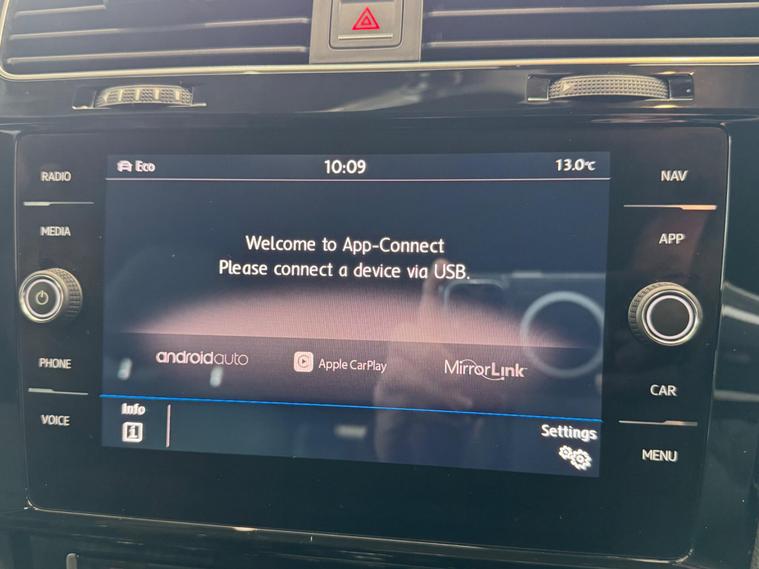 Eco
10:09
13.0°C
RADIO
MEDIA
PHONE
VOICE
Welcome to App-Connect
Please connect a device via USB.
androidauto
Apple CarPlay
MirrorLink
Info
Settings
NAV
APP
CAR
MENU